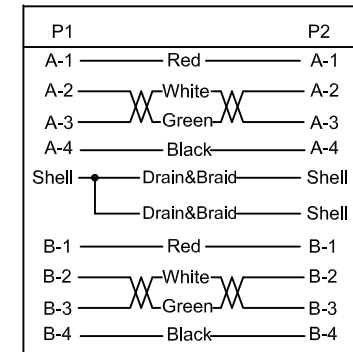 P1 P2
A-1 Red A-1
A-2 White A-2
A-3 Green A-3
A-4 Black A-4
Shell Drain&Braid Shell
Drain&Braid Shell
B-1 Red B-1
B-2 White B-2
B-3 Green B-3
B-4 Black B-4